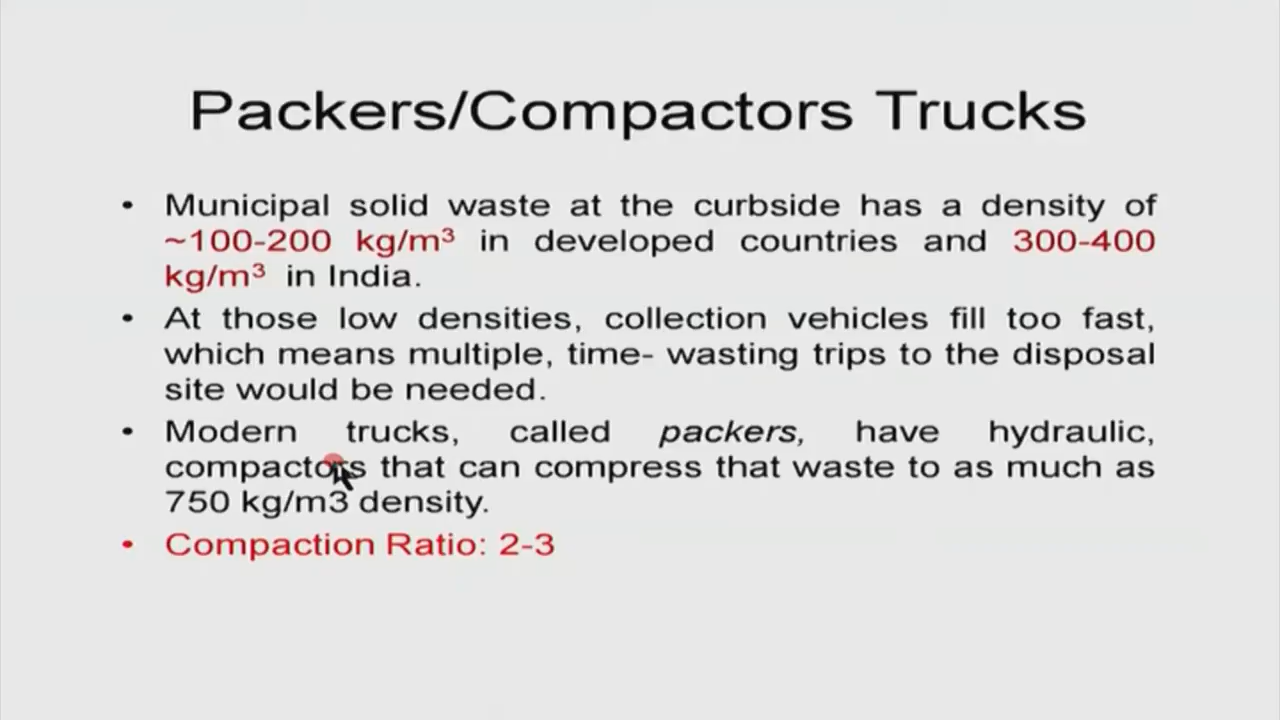 Packers/Compactors Trucks
• Municipal solid waste at the curbside has a density of
~100-200 kg/m³ in developed countries and 300-400
kg/m³ in India.
• At those low densities, collection vehicles fill too fast,
which means multiple, time- wasting trips to the disposal
site would be needed.
• Modern trucks, called packers, have hydraulic,
compactors that can compress that waste to as much as
750 kg/m3 density.
• Compaction Ratio: 2-3